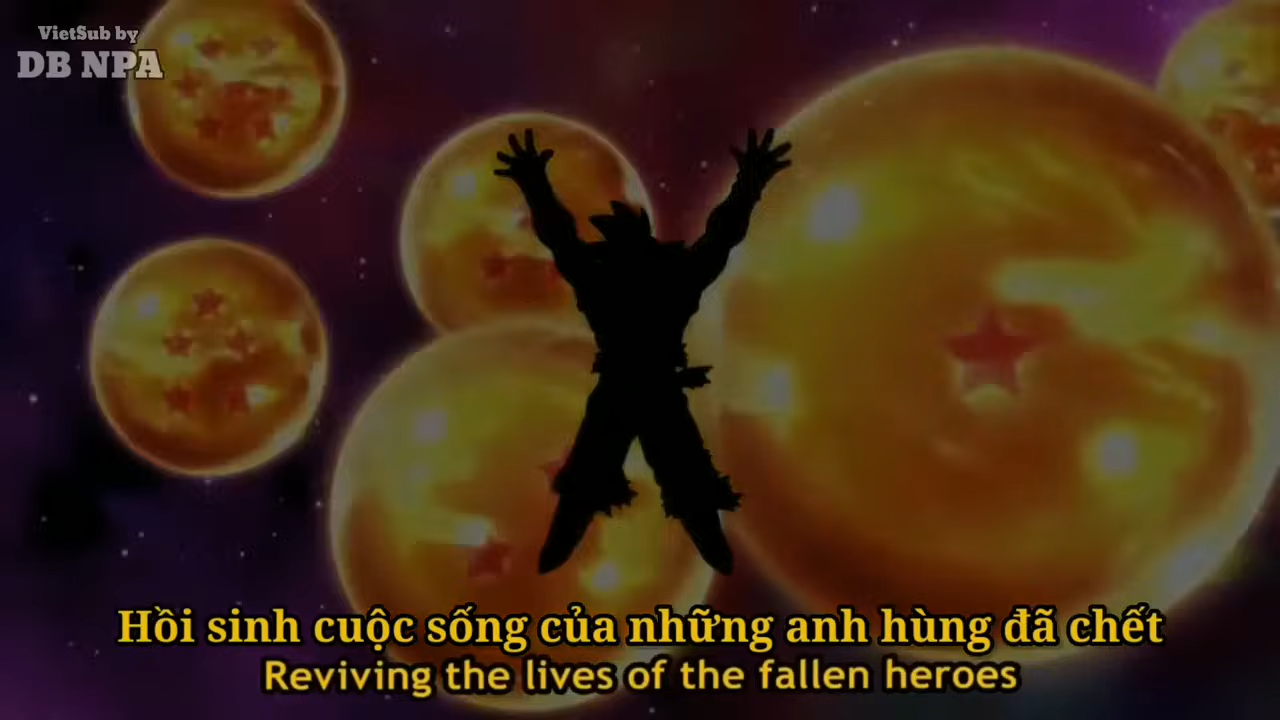 VietSub by
DB NPA
Hồi sinh cuộc sống của những anh hùng đã chết
Reviving the lives of the fallen heroes